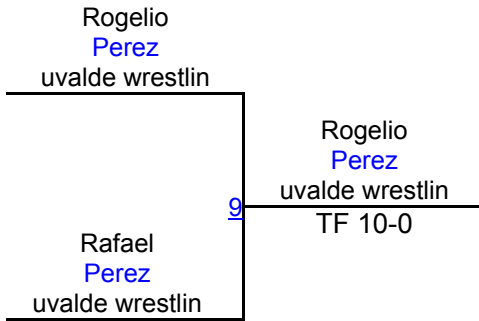 Rogelio
Perez
uvalde wrestlin
Rogelio
Perez
uvalde wrestlin
9
TF 10-0
Rafael
Perez
uvalde wrestlin